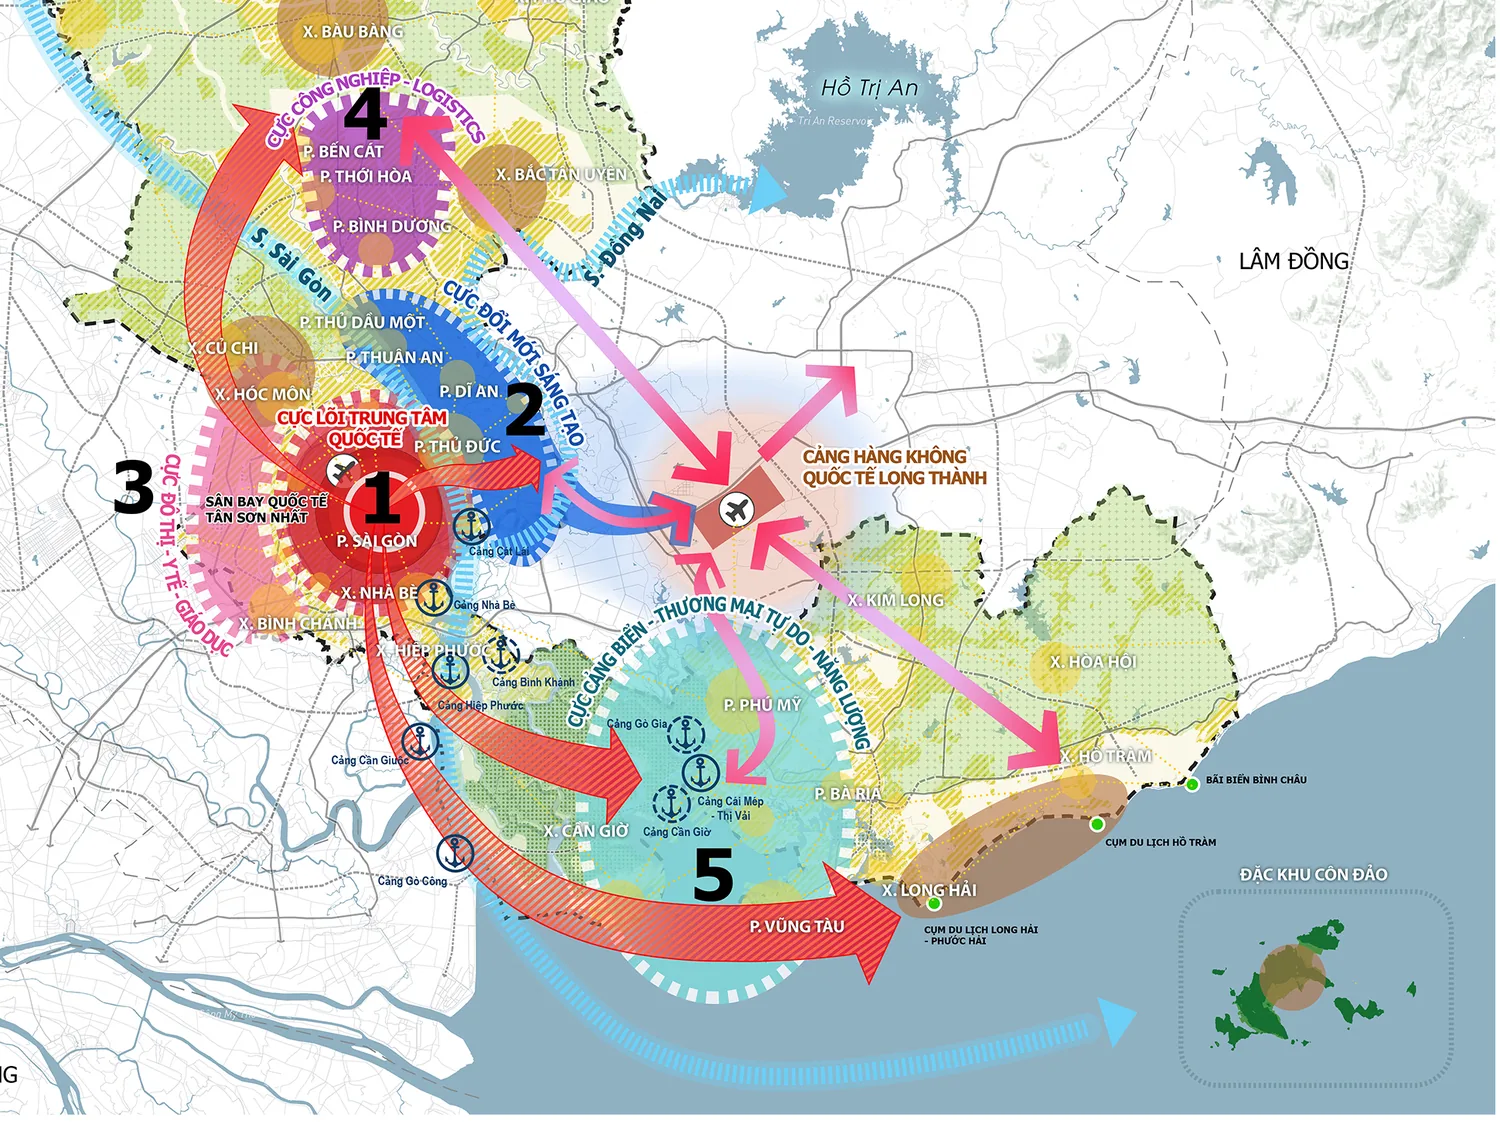 X. BÀU BÀNG
Hồ Trị An
Tri An Reservoir
CỰC CÔNG NGHIỆP - LOGISTICS
4
P. BẾN CÁT
P. THỚI HÒA
X. BẮC TÂN UYÊN
P. BÌNH DƯƠNG
S. Đồng Nai
S. Sài Gòn
LÂM ĐỒNG
CỰC ĐỔI MỚI SÁNG TẠO
P. THỦ DẦU MỘT
X. CỦ CHI
P. THUẬN AN
X. HÓC MÔN
P. DĨ AN
2
CỰC LÕI TRUNG TÂM
QUỐC TẾ
P. THỦ ĐỨC
CẢNG HÀNG KHÔNG
QUỐC TẾ LONG THÀNH
3
CỰC ĐÔ THỊ - Y TẾ - GIÁO DỤC
1
SÂN BAY QUỐC TẾ
TÂN SƠN NHẤT
P. SÀI GÒN
Cảng Cát Lái
X. NHÀ BÈ
Cảng Nhà Bè
X. BÌNH CHÁNH
X. KIM LONG
CỰC CẢNG BIỂN - THƯƠNG MẠI TỰ DO - NĂNG LƯỢNG
X. HIỆP PHƯỚC
X. HÒA HỘI
Cảng Bình Khánh
Cảng Hiệp Phước
P. PHÚ MỸ
Cảng Gò Gia
Cảng Cần Giuộc
X. HỒ TRÀM
BÃI BIỂN BÌNH CHÂU
P. BÀ RỊA
Cảng Cái Mép
- Thị Vải
X. CẦN GIỜ
Cảng Cần Giờ
CỤM DU LỊCH HỒ TRÀM
5
Cảng Gò Công
ĐẶC KHU CÔN ĐẢO
X. LONG HẢI
P. VŨNG TÀU
CỤM DU LỊCH LONG HẢI
- PHƯỚC HẢI